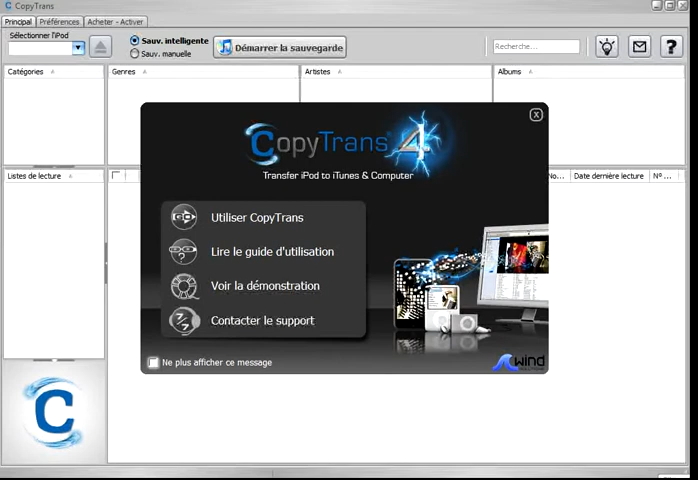 CopyTrans
Principal Préférences Acheter - Activer
Sélectionner l'iPod
Sauv. intelligente
Sauv. manuelle
Démarrer la sauvegarde
Recherche...
?
Catégories Genres Artistes Albums
CopyTrans 4
Transfer iPod to iTunes & Computer
Utiliser CopyTrans
Lire le guide d'utilisation
Voir la démonstration
Contacter le support
Ne plus afficher ce message
Wind
Listes de lecture
No... Date dernière lecture N° ...
C